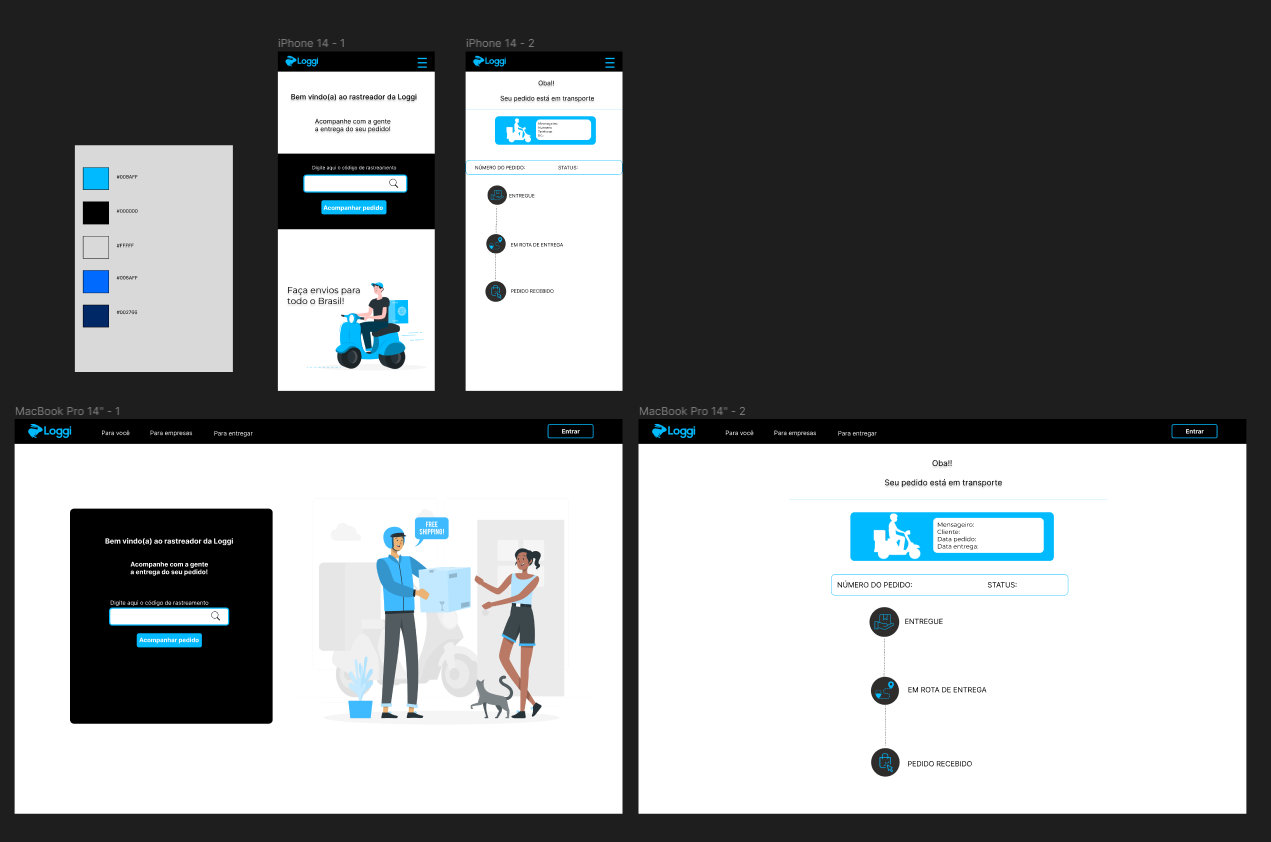 iPhone 14 - 1
Loggi
Bem vindo(a) ao rastreador da Loggi
Acompanhe com a gente
a entrega do seu pedido!
Digite aqui o código de rastreamento
Acompanhar pedido
Faça envios para
todo o Brasil!
iPhone 14 - 2
Loggi
Oba!!
Seu pedido está em transporte
Mensageiro:
NÚMERO DO PEDIDO: STATUS:
ENTREGUE
EM ROTA DE ENTREGA
PEDIDO RECEBIDO
#00BAFF
#000000
#FFFFF
#006AFF
#002766
MacBook Pro 14" - 1
Loggi Para você Para empresas Para entregar Entrar
Bem vindo(a) ao rastreador da Loggi
Acompanhe com a gente
a entrega do seu pedido!
Digite aqui o código de rastreamento
Acompanhar pedido
FREE
SHIPPING!
MacBook Pro 14" - 2
Loggi Para você Para empresas Para entregar Entrar
Oba!!
Seu pedido está em transporte
Mensageiro:
Cliente:
Data pedido:
Data entrega:
NÚMERO DO PEDIDO: STATUS:
ENTREGUE
EM ROTA DE ENTREGA
PEDIDO RECEBIDO